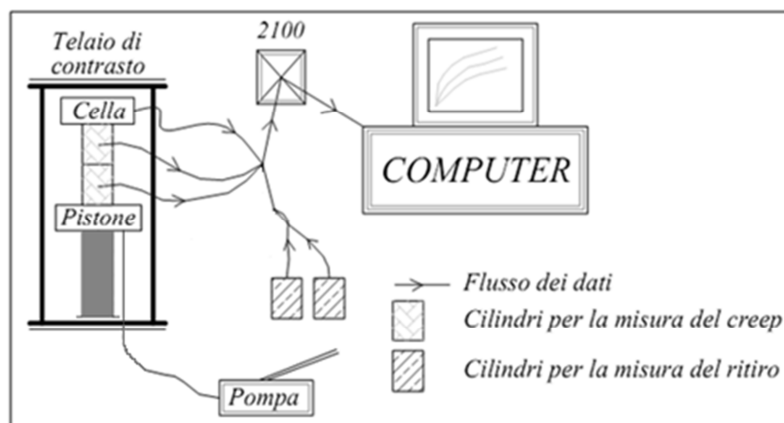 Telaio di
contrasto
2100
Cella
Pistone
COMPUTER
Flusso dei dati
Cilindri per la misura del creep
Cilindri per la misura del ritiro
Pompa